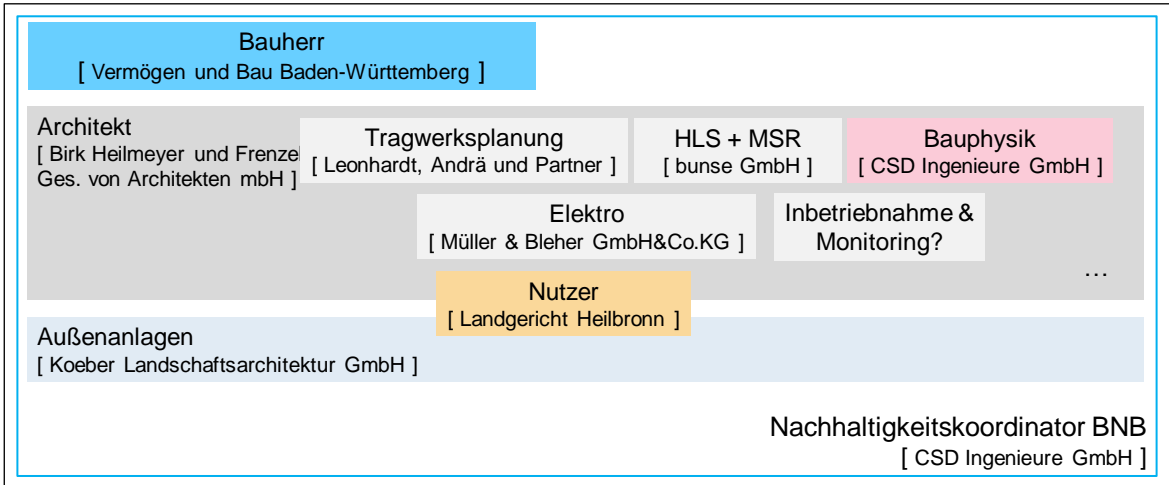 Bauherr
[ Vermögen und Bau Baden-Württemberg ]
Architekt
[ Birk Heilmeyer und Frenzel
Ges. von Architekten mbH ]
Tragwerksplanung
[ Leonhardt, Andrä und Partner ]
HLS + MSR
[ bunse GmbH ]
Bauphysik
[ CSD Ingenieure GmbH ]
Elektro
[ Müller & Bleher GmbH&Co.KG ]
Inbetriebnahme &
Monitoring?
…
Nutzer
[ Landgericht Heilbronn ]
Außenanlagen
[ Koeber Landschaftsarchitektur GmbH ]
Nachhaltigkeitskoordinator BNB
[ CSD Ingenieure GmbH ]